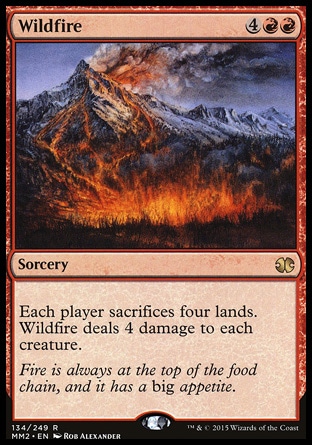 Wildfire 4
Sorcery
Each player sacrifices four lands.
Wildfire deals 4 damage to each
creature.
Fire is always at the top of the food
chain, and it has a big appetite.
134/249 R
MM2 • EN Rob Alexander ™ & © 2015 Wizards of the Coast